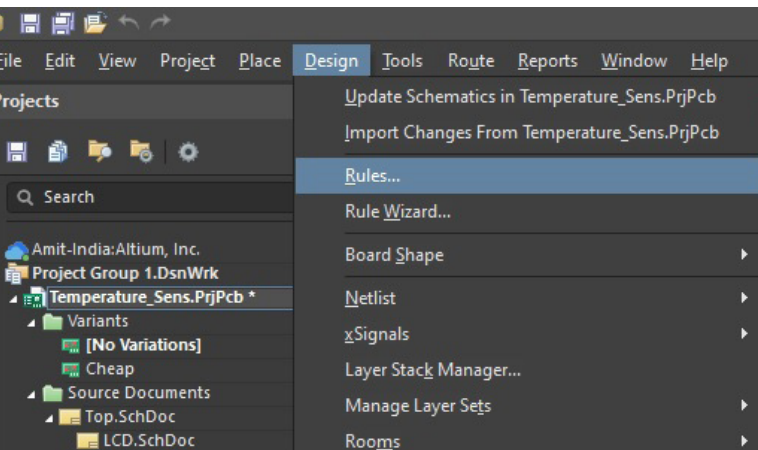 File Edit View Project Place Design Tools Route Reports Window Help
Projects
Update Schematics in Temperature_Sens.PrjPcb
Import Changes From Temperature_Sens.PrjPcb
Rules...
Search
Rule Wizard...
Amit-India:Altium, Inc.
Board Shape
Project Group 1.DsnWrk
Temperature_Sens.PrjPcb *
Netlist
Variants
xSignals
[No Variations]
Cheap
Layer Stack Manager...
Source Documents
Manage Layer Sets
Top.SchDoc
LCD.SchDoc
Rooms